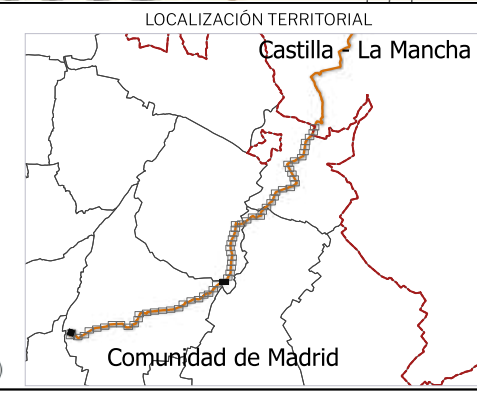 LOCALIZACIÓN TERRITORIAL
Castilla - La Mancha
Comunidad de Madrid